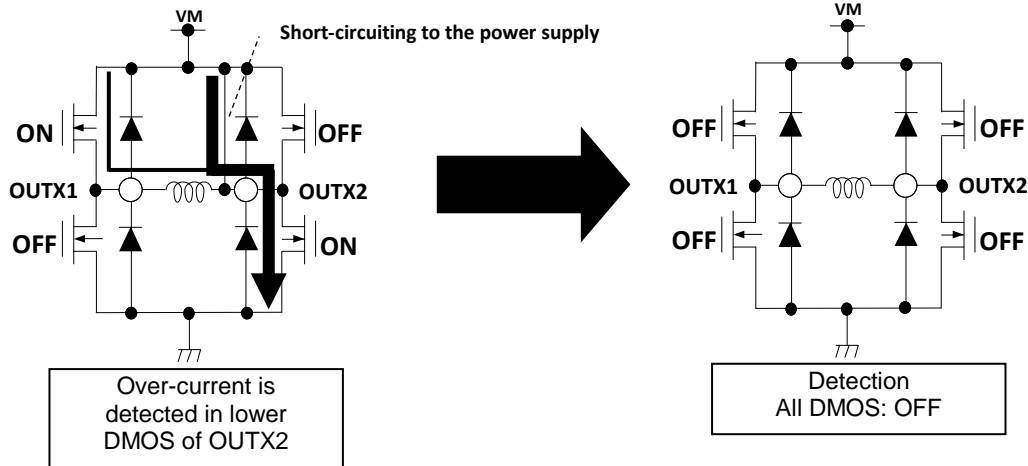 VM
Short-circuiting to the power supply
ON
OFF
OUTX1
OUTX2
OFF
ON
Over-current is
detected in lower
DMOS of OUTX2
VM
OFF
OFF
OUTX1
OUTX2
OFF
OFF
Detection
All DMOS: OFF